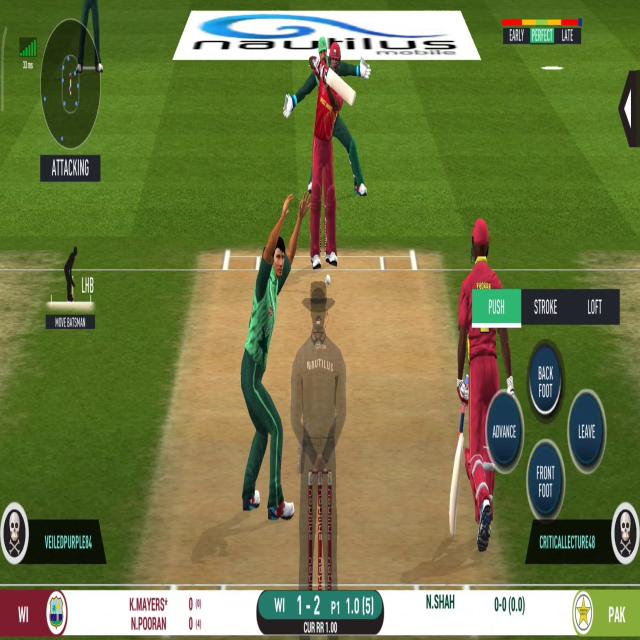 nautilus
mobile
EARLY PERFECT LATE
33 ms
ATTACKING
LHB
MOVE BATSMAN
NAUTILUS
PUSH STROKE LOFT
BACK
FOOT
ADVANCE
LEAVE
FRONT
FOOT
VEILEDPURPLE84
CRITICALLECTURE48
WI
K.MAYERS* 0 (0)
N.POORAN 0 (4)
WI 1-2 P1 1.0 (5)
CUR RR 1.00
N.SHAH 0-0 (0.0)
PAK